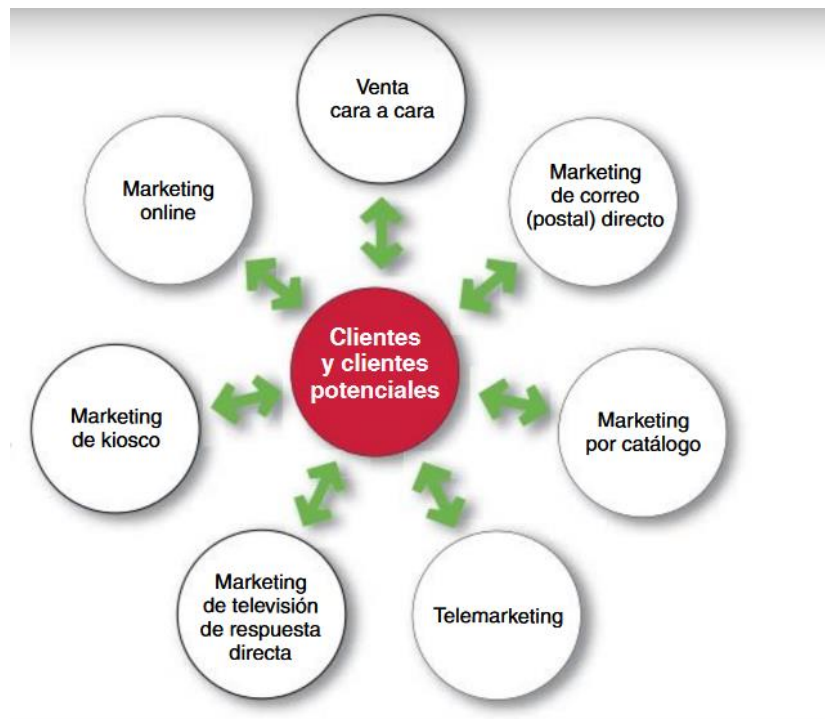 Venta
cara a cara
Marketing
de correo
(postal) directo
Marketing
online
Clientes
y clientes
potenciales
Marketing
de kiosco
Marketing
por catálogo
Marketing
de televisión
de respuesta
directa
Telemarketing